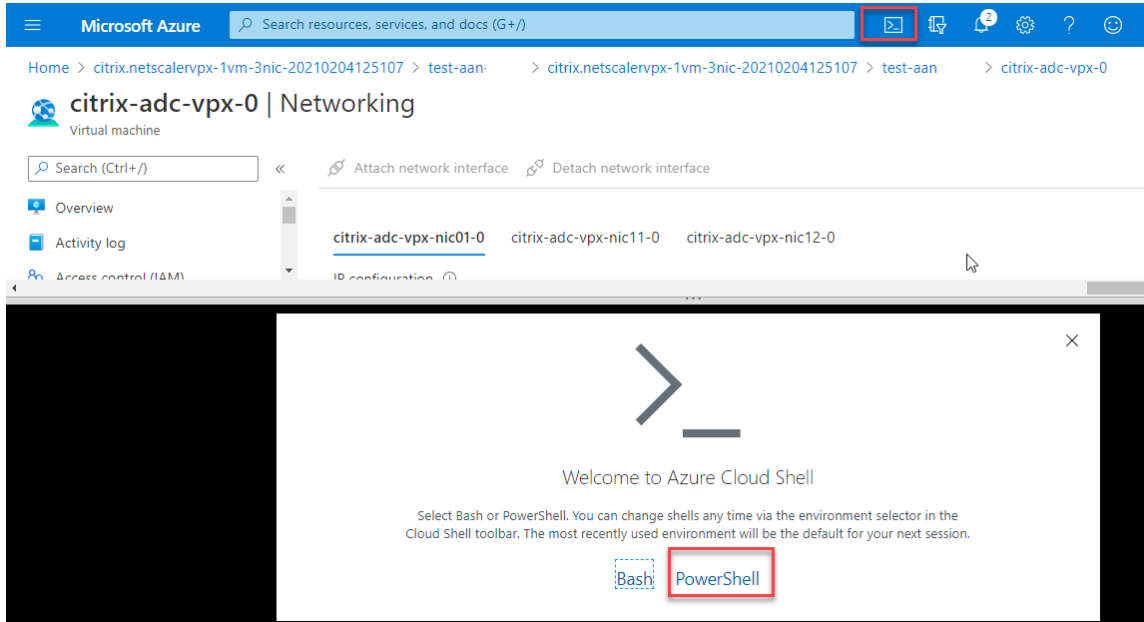 Microsoft Azure
Search resources, services, and docs (G+/)
2
Home > citrix.netscalervpx-1vm-3nic-20210204125107 > test-aan- > citrix.netscalervpx-1vm-3nic-20210204125107 > test-aan > citrix-adc-vpx-0
citrix-adc-vpx-0 | Networking
Virtual machine
Search (Ctrl+/)
«
Attach network interface
Detach network interface
Overview
Activity log
Access control (IAM)
citrix-adc-vpx-nic01-0
citrix-adc-vpx-nic11-0
citrix-adc-vpx-nic12-0
IP configuration
Welcome to Azure Cloud Shell
Select Bash or PowerShell. You can change shells any time via the environment selector in the
Cloud Shell toolbar. The most recently used environment will be the default for your next session.
Bash
PowerShell